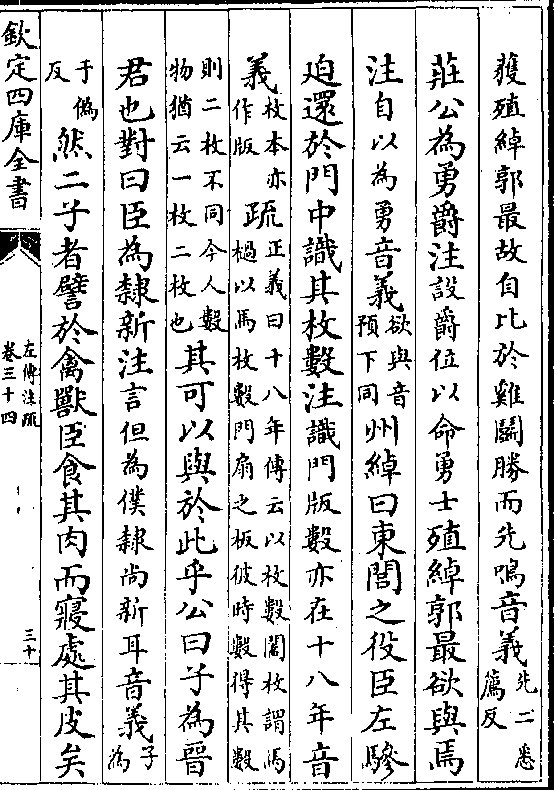 獲殖綽郭最故自比於雞鬭勝而先鳴音義先二悉薦反
莊公為勇爵注設爵位以命勇士殖綽郭最欲與焉
注自以為勇音義欲與音預下同州綽曰東閭之役臣左驂
迫還於門中識其枚數注識門版數亦在十八年音
義枚本亦作版疏正義曰十八年傳云以枚數闔枚謂馬檛以馬枚數門扇之板彼時數得其數
則二枚不同今人數物猶云一枚二枚也其可以與於此乎公曰子為晉
君也對曰臣為隸新注言但為僕隸尚新耳音義子為
于偽反然二子者譬於禽獸臣食其肉而寢處其皮矣
欽定四庫全書
左傳注疏
卷三十四
三十